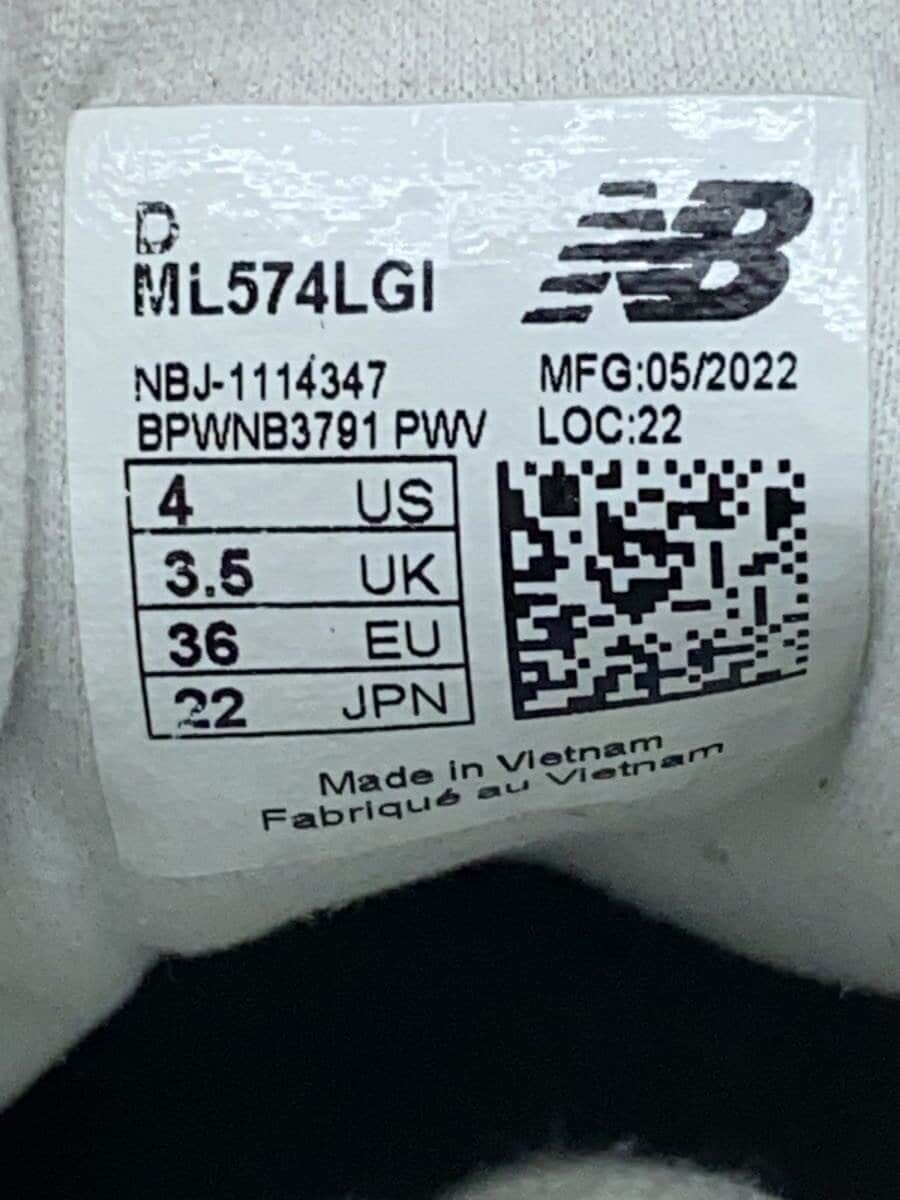 D
ML574LGI
NB
NBJ-1114347
MFG:05/2022
BPWNB3791 PWV
LOC:22
4 US
3.5 UK
36 EU
22 JPN
Made in Vietnam
Fabriqué au Vietnam